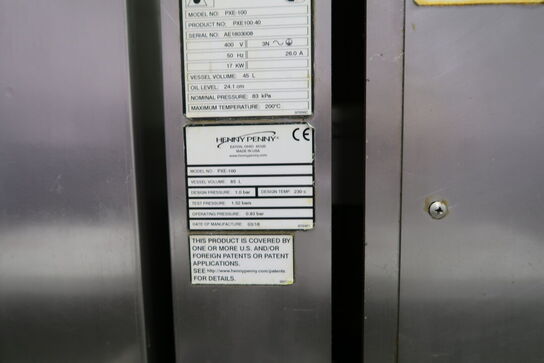 MODEL NO: PXE-100
PRODUCT NO: PXE100.40
SERIAL NO: AE1803008
400 V 3N
50 Hz 26.0 A
17 KW
VESSEL VOLUME: 45 L
OIL LEVEL: 24.1 cm
NOMINAL PRESSURE: 83 kPa
MAXIMUM TEMPERATURE: 200°C
HENNY PENNY CE
EATON, OHIO 45320
MADE IN USA
www.hennypenny.com
MODEL NO: PXE-100
VESSEL VOLUME: 85 L
DESIGN PRESSURE: 1.0 bar DESIGN TEMP: 230 c
TEST PRESSURE: 1.52 bars
OPERATING PRESSURE: 0.83 bar
DATE OF MANUFACTURE: 03/18
THIS PRODUCT IS COVERED BY
ONE OR MORE U.S. AND/OR
FOREIGN PATENTS OR PATENT
APPLICATIONS.
SEE http://www.hennypenny.com/patents
FOR DETAILS.